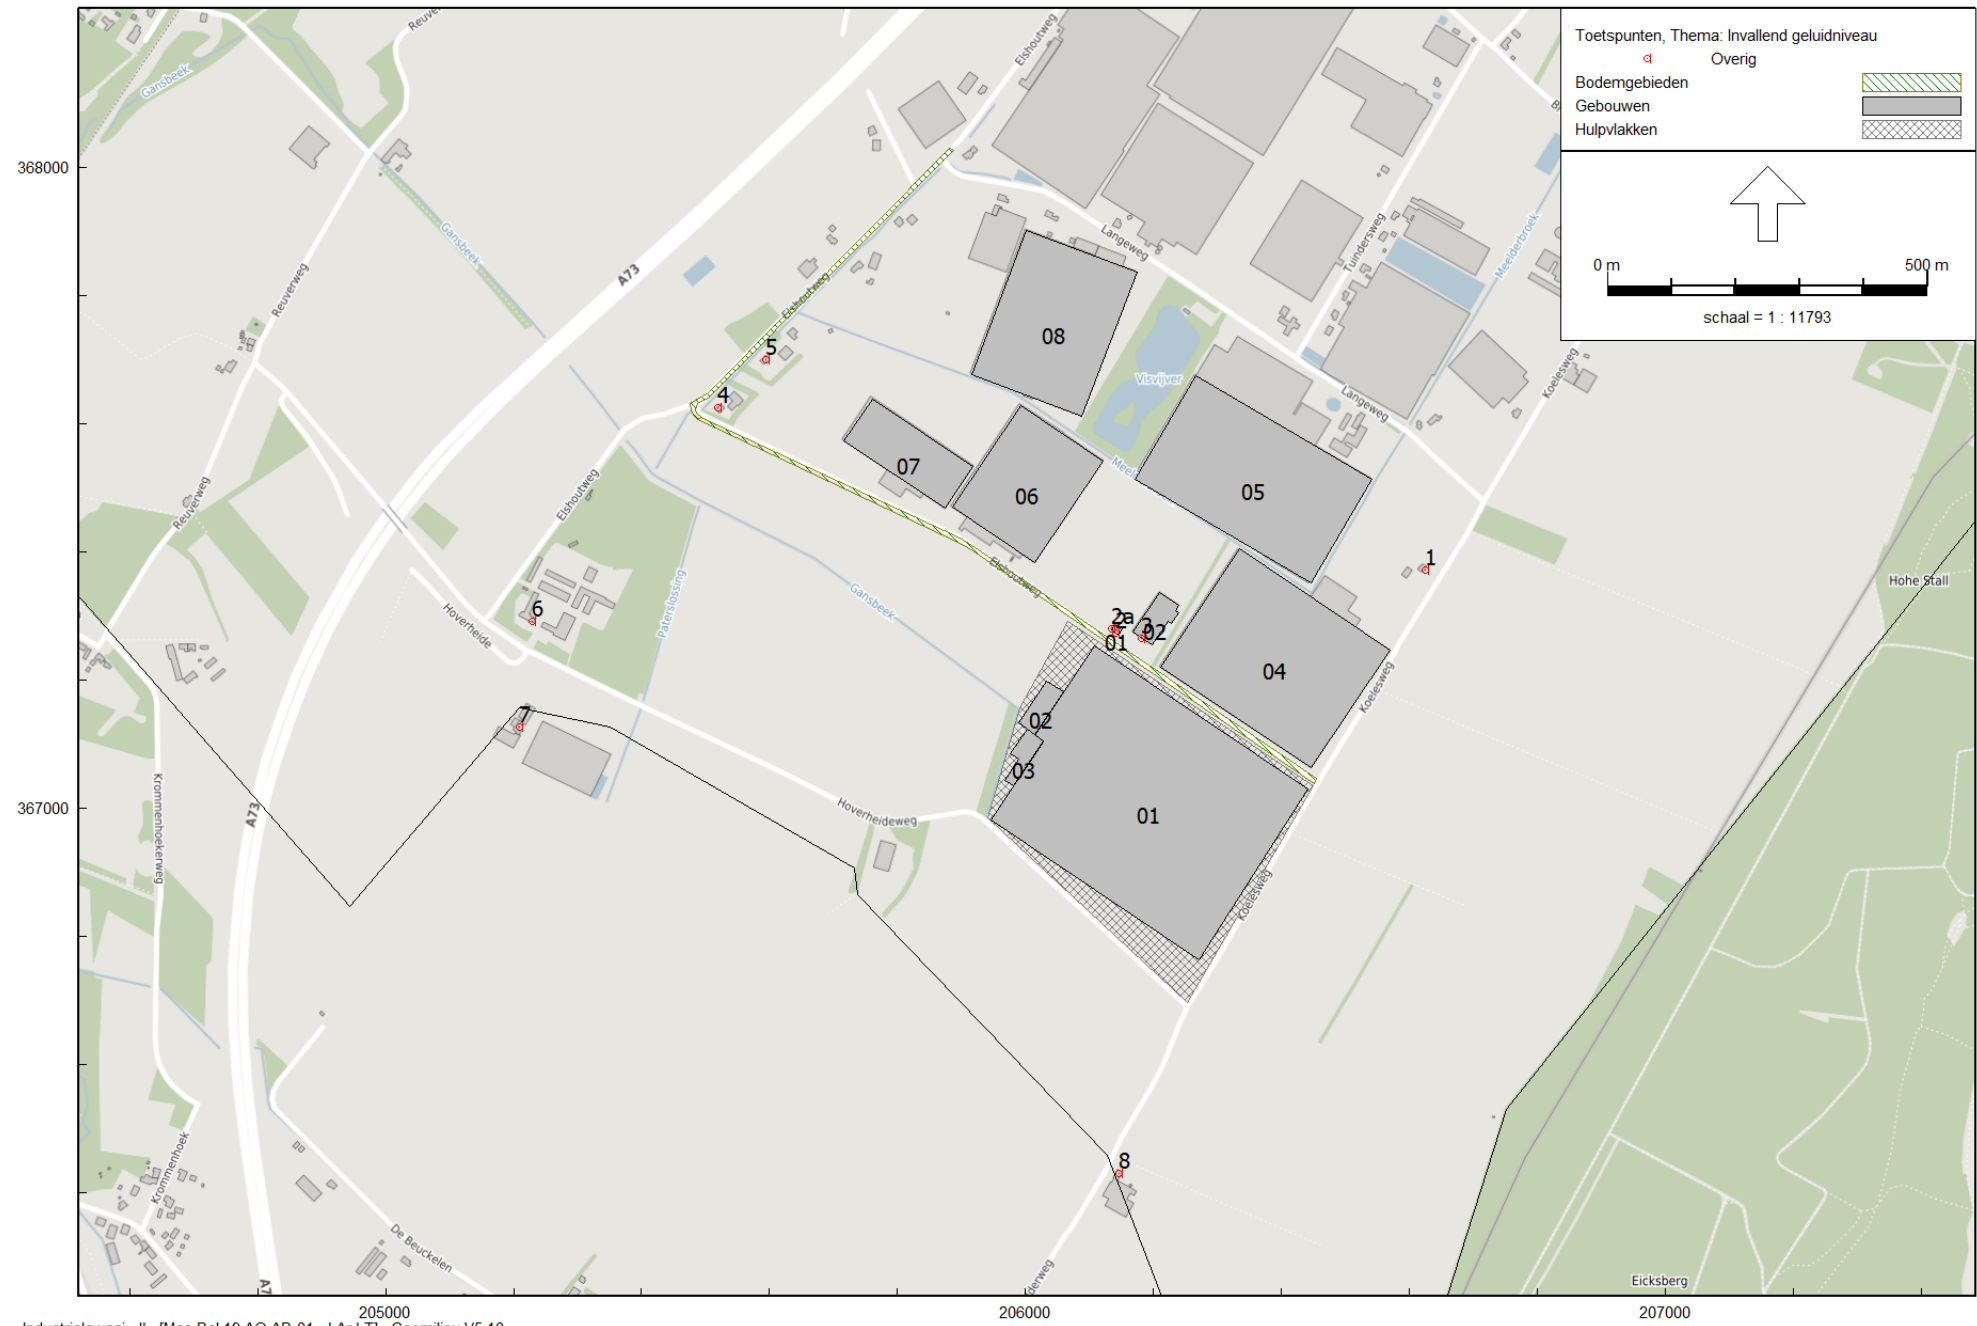 Toetspunten, Thema: Invallend geluidniveau
Overig
Bodemgebieden
Gebouwen
Hulpvlakken
0 m
500 m
schaal = 1 : 11793
368000
367000
205000
206000
207000
Gansbeek
Elshoutweg
Gansbeek
A73
Reuverweg
Langeweg
Tuindersweg
Meelderbroek
Elshoutweg
08
5
Visvijver
Koelesweg
4
Langeweg
07
06
05
Reuverweg
Elshoutweg
Elshoutweg
Gansbeek
Paterslossing
1
Hohe Stall
6
Hoverheide
2a
2
3
02
01
04
Koelesweg
7
02
03
01
Krommenhoekerweg
A73
Hoverheideweg
Koelesweg
8
Krommenhoek
De Beuckelen
Eicksberg